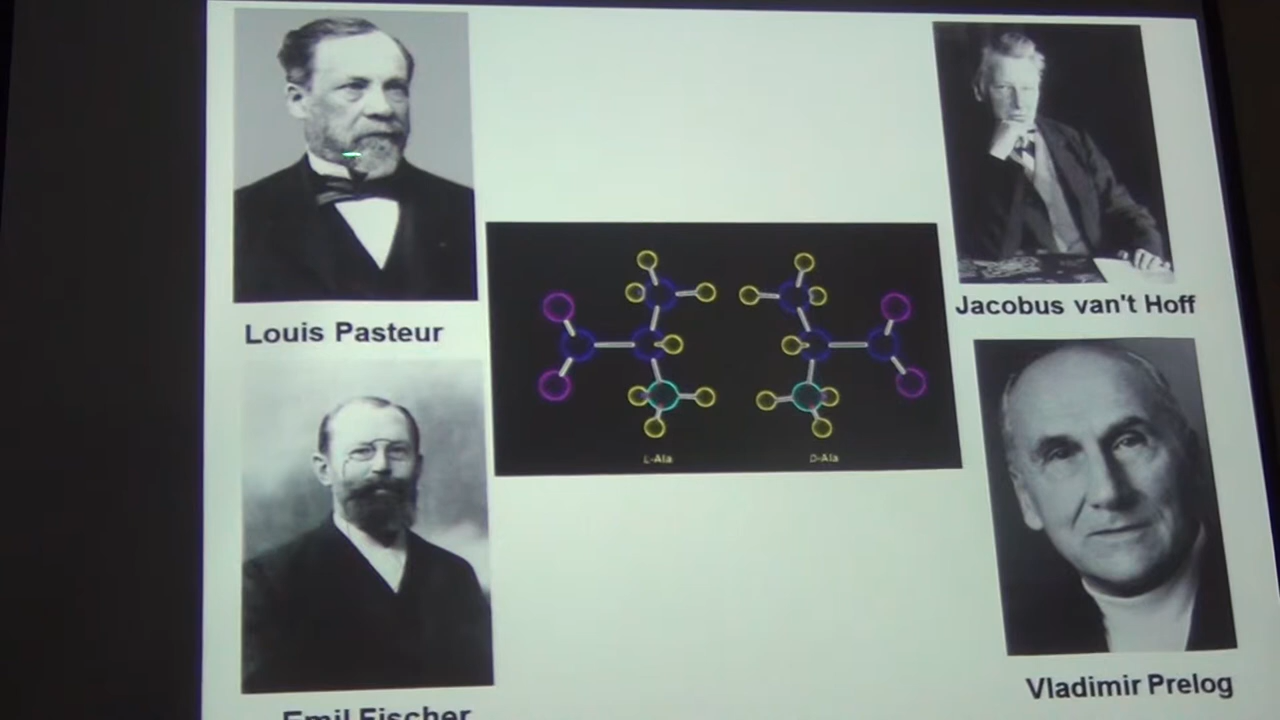 Louis Pasteur
Jacobus van't Hoff
L-Ala
D-Ala
Emil Fischer
Vladimir Prelog